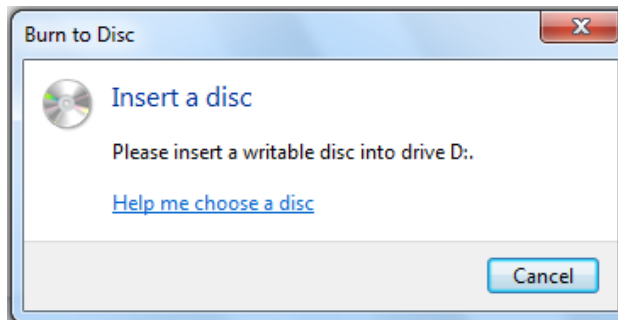 Burn to Disc
Insert a disc
Please insert a writable disc into drive D:.
Help me choose a disc
Cancel